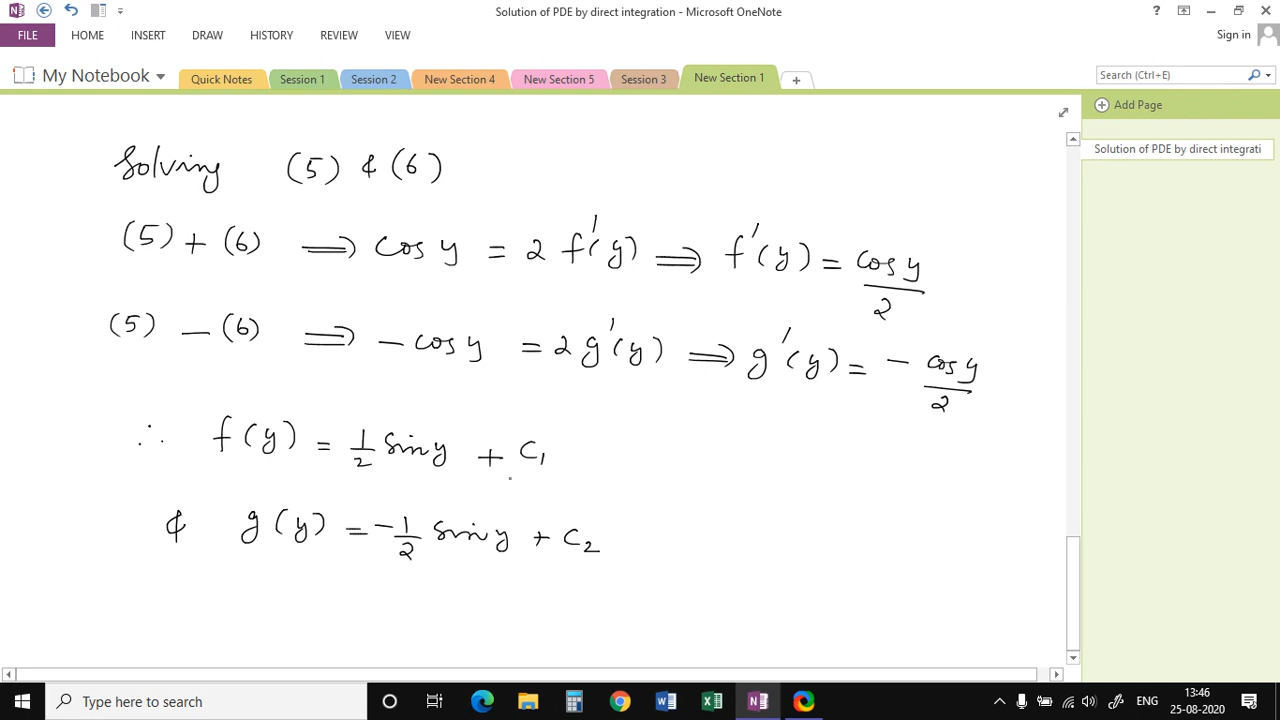 Solution of PDE by direct integration - Microsoft OneNote
FILE HOME INSERT DRAW HISTORY REVIEW VIEW
Sign in
My Notebook
Quick Notes
Session 1
Session 2
New Section 4
New Section 5
Session 3
New Section 1
Search (Ctrl+E)
Add Page
Solution of PDE by direct integrati
Solving (5) & (6)
(5) + (6) ⟹ cos y = 2 f'(y) ⟹ f'(y) = cos y / 2
(5) − (6) ⟹ − cos y = 2 g'(y) ⟹ g'(y) = − cos y / 2
∴ f(y) = 1/2 sin y + C₁
& g(y) = − 1/2 sin y + C₂
Type here to search
ENG
13:46
25-08-2020